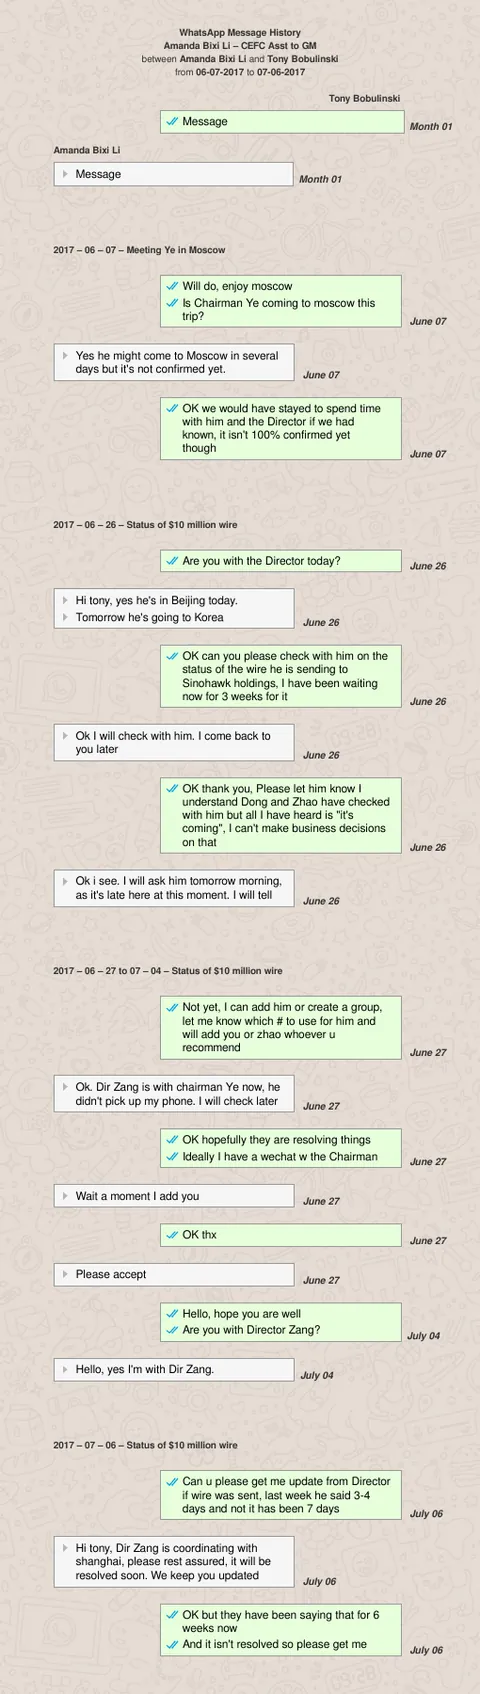 WhatsApp Message History
Amanda Bixi Li – CEFC Asst to GM
between Amanda Bixi Li and Tony Bobulinski
from 06-07-2017 to 07-06-2017
Tony Bobulinski
Message
Month 01
Amanda Bixi Li
Message
Month 01
2017 – 06 – 07 – Meeting Ye in Moscow
Will do, enjoy moscow
Is Chairman Ye coming to moscow this
trip?
June 07
Yes he might come to Moscow in several
days but it's not confirmed yet.
June 07
OK we would have stayed to spend time
with him and the Director if we had
known, it isn't 100% confirmed yet
though
June 07
2017 – 06 – 26 – Status of $10 million wire
Are you with the Director today?
June 26
Hi tony, yes he's in Beijing today.
Tomorrow he's going to Korea
June 26
OK can you please check with him on the
status of the wire he is sending to
Sinohawk holdings, I have been waiting
now for 3 weeks for it
June 26
Ok I will check with him. I come back to
you later
June 26
OK thank you, Please let him know I
understand Dong and Zhao have checked
with him but all I have heard is "it's
coming", I can't make business decisions
on that
June 26
Ok i see. I will ask him tomorrow morning,
as it's late here at this moment. I will tell
June 26
2017 – 06 – 27 to 07 – 04 – Status of $10 million wire
Not yet, I can add him or create a group,
let me know which # to use for him and
will add you or zhao whoever u
recommend
June 27
Ok. Dir Zang is with chairman Ye now, he
didn't pick up my phone. I will check later
June 27
OK hopefully they are resolving things
Ideally I have a wechat w the Chairman
June 27
Wait a moment I add you
June 27
OK thx
June 27
Please accept
June 27
Hello, hope you are well
Are you with Director Zang?
July 04
Hello, yes I'm with Dir Zang.
July 04
2017 – 07 – 06 – Status of $10 million wire
Can u please get me update from Director
if wire was sent, last week he said 3-4
days and not it has been 7 days
July 06
Hi tony, Dir Zang is coordinating with
shanghai, please rest assured, it will be
resolved soon. We keep you updated
July 06
OK but they have been saying that for 6
weeks now
And it isn't resolved so please get me
July 06